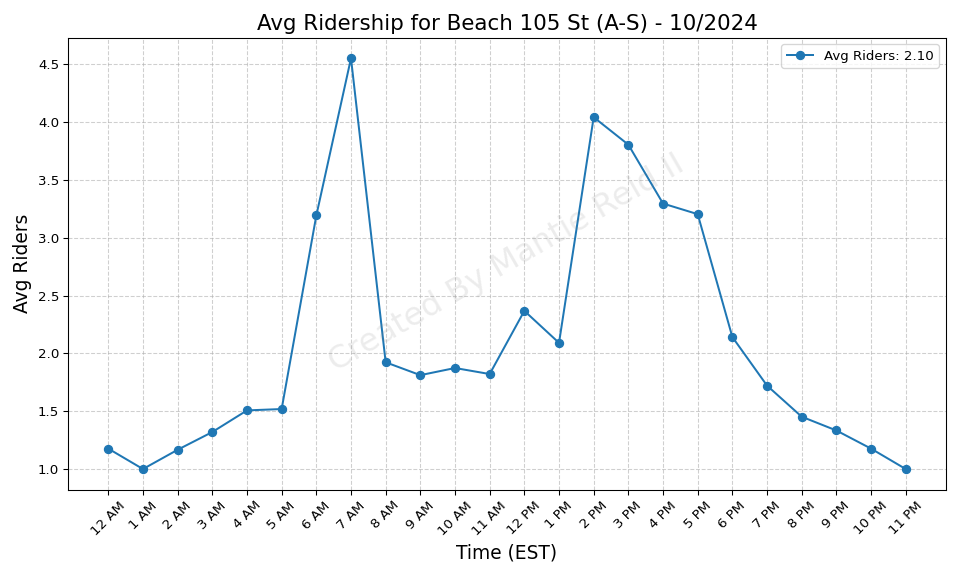 Avg Ridership for Beach 105 St (A-S) - 10/2024
Avg Riders: 2.10
4.5
4.0
3.5
3.0
2.5
2.0
1.5
1.0
Avg Riders
Created By Mantie Reid II
12 AM
1 AM
2 AM
3 AM
4 AM
5 AM
6 AM
7 AM
8 AM
9 AM
10 AM
11 AM
12 PM
1 PM
2 PM
3 PM
4 PM
5 PM
6 PM
7 PM
8 PM
9 PM
10 PM
11 PM
Time (EST)